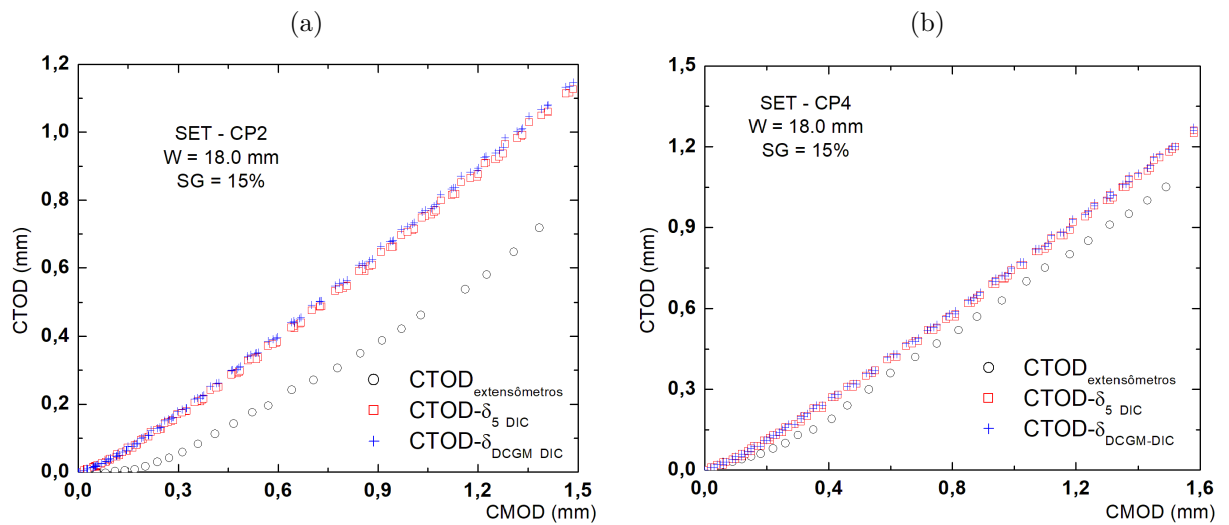 (a)
1,2
1,0
0,8
0,6
0,4
0,2
0,0
CTOD (mm)
SET - CP2
W = 18.0 mm
SG = 15%
CTOD extensômetros
CTOD-δ5 DIC
CTOD-δDCGM DIC
0,0 0,3 0,6 0,9 1,2 1,5
CMOD (mm)
(b)
1,5
1,2
0,9
0,6
0,3
0,0
CTOD (mm)
SET - CP4
W = 18.0 mm
SG = 15%
CTOD extensômetros
CTOD-δ5 DIC
CTOD-δDCGM-DIC
0,0 0,4 0,8 1,2 1,6
CMOD (mm)